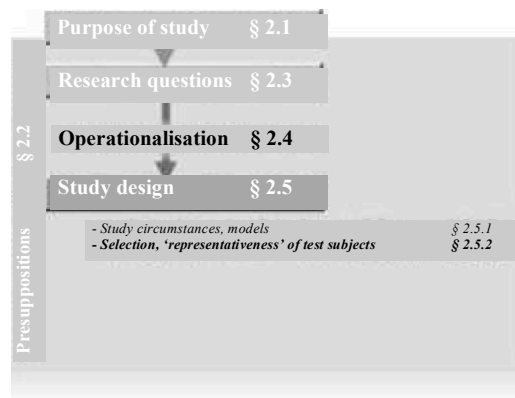 Purpose of study § 2.1
Research questions § 2.3
Operationalisation § 2.4
Study design § 2.5
- Study circumstances, models § 2.5.1
- Selection, ‘representativeness’ of test subjects § 2.5.2
Presuppositions § 2.2